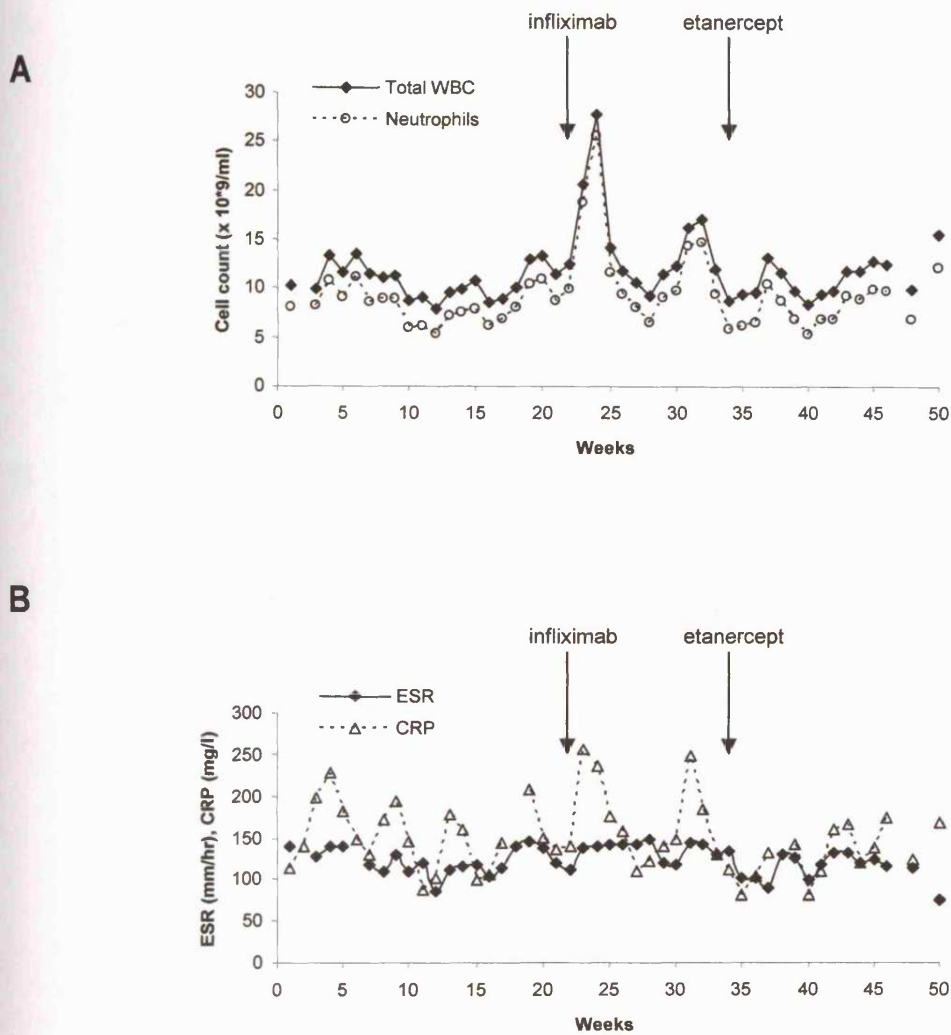 A
infliximab etanercept
Total WBC
Neutrophils
Cell count (x 10*9/ml)
30
25
20
15
10
5
0
0 5 10 15 20 25 30 35 40 45 50
Weeks
B
infliximab etanercept
ESR
CRP
ESR (mm/hr), CRP (mg/l)
300
250
200
150
100
50
0
0 5 10 15 20 25 30 35 40 45 50
Weeks